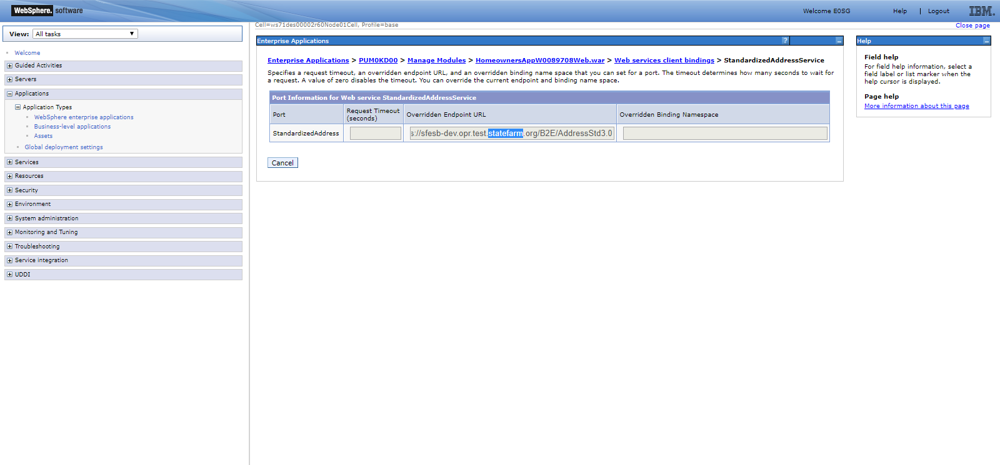 WebSphere. software
Welcome E0SG
Help | Logout
IBM.
View: All tasks
Cell=ws71des00002r60Node01Cell, Profile=base
Close page
Welcome
Guided Activities
Servers
Applications
Application Types
WebSphere enterprise applications
Business-level applications
Assets
Global deployment settings
Services
Resources
Security
Environment
System administration
Monitoring and Tuning
Troubleshooting
Service integration
UDDI
Enterprise Applications
?
Enterprise Applications > PUM0KD00 > Manage Modules > HomeownersAppW0089708Web.war > Web services client bindings > StandardizedAddressService
Specifies a request timeout, an overridden endpoint URL, and an overridden binding name space that you can set for a port. The timeout determines how many seconds to wait for
a request. A value of zero disables the timeout. You can override the current endpoint and binding name space.
Port Information for Web service StandardizedAddressService
Port
Request Timeout
(seconds)
Overridden Endpoint URL
Overridden Binding Namespace
StandardizedAddress
s://sfesb-dev.opr.test.statefarm.org/B2E/AddressStd3.0
Cancel
Help
Field help
For field help information, select a
field label or list marker when the
help cursor is displayed.
Page help
More information about this page